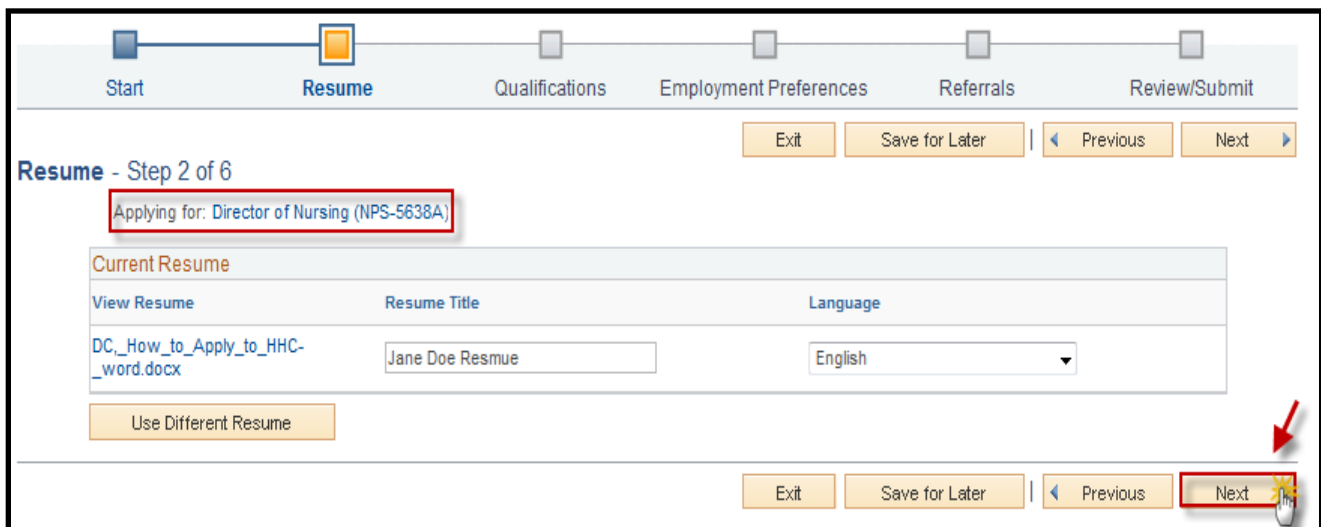 Start Resume Qualifications Employment Preferences Referrals Review/Submit
Exit Save for Later | Previous Next
Resume - Step 2 of 6
Applying for: Director of Nursing (NPS-5638A)
Current Resume
View Resume Resume Title Language
DC,_How_to_Apply_to_HHC-
_word.docx Jane Doe Resmue English
Use Different Resume
Exit Save for Later | Previous Next